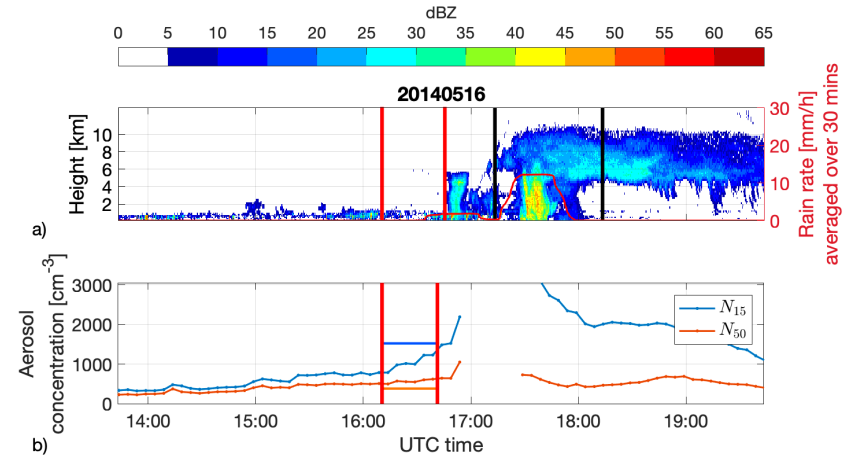 dBZ
0 5 10 15 20 25 30 35 40 45 50 55 60 65
20140516
Height [km]
10
8
6
4
2
30
20
10
0
Rain rate [mm/h]
averaged over 30 mins
a)
Aerosol
concentration [cm-3]
3000
2000
1000
0
N15
N50
14:00 15:00 16:00 17:00 18:00 19:00
UTC time
b)